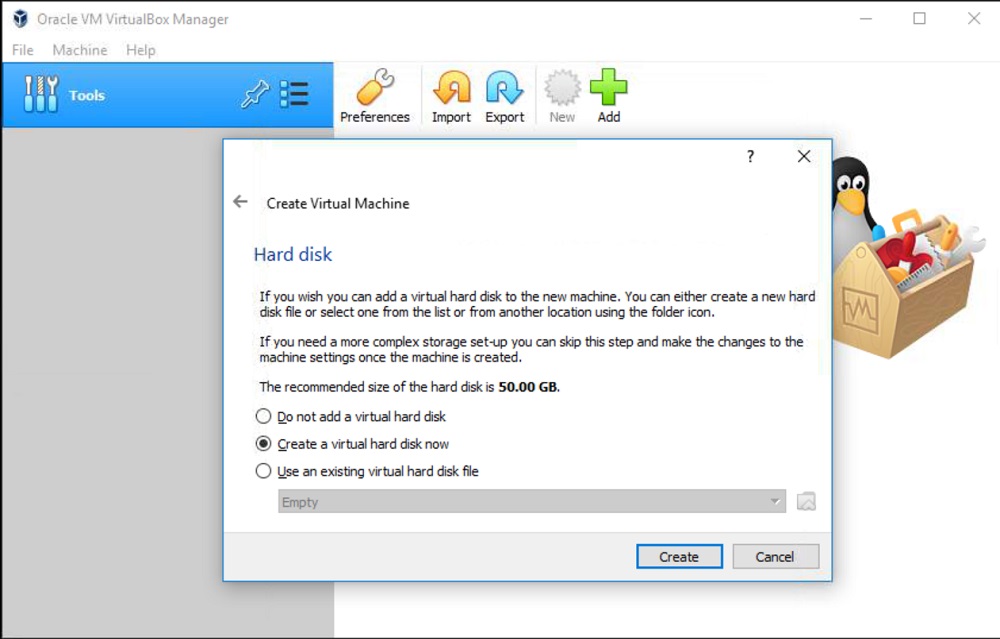 Oracle VM VirtualBox Manager
File Machine Help
Tools
Preferences Import Export New Add
?
Create Virtual Machine
Hard disk
If you wish you can add a virtual hard disk to the new machine. You can either create a new hard
disk file or select one from the list or from another location using the folder icon.
If you need a more complex storage set-up you can skip this step and make the changes to the
machine settings once the machine is created.
The recommended size of the hard disk is 50.00 GB.
Do not add a virtual hard disk
Create a virtual hard disk now
Use an existing virtual hard disk file
Empty
Create Cancel